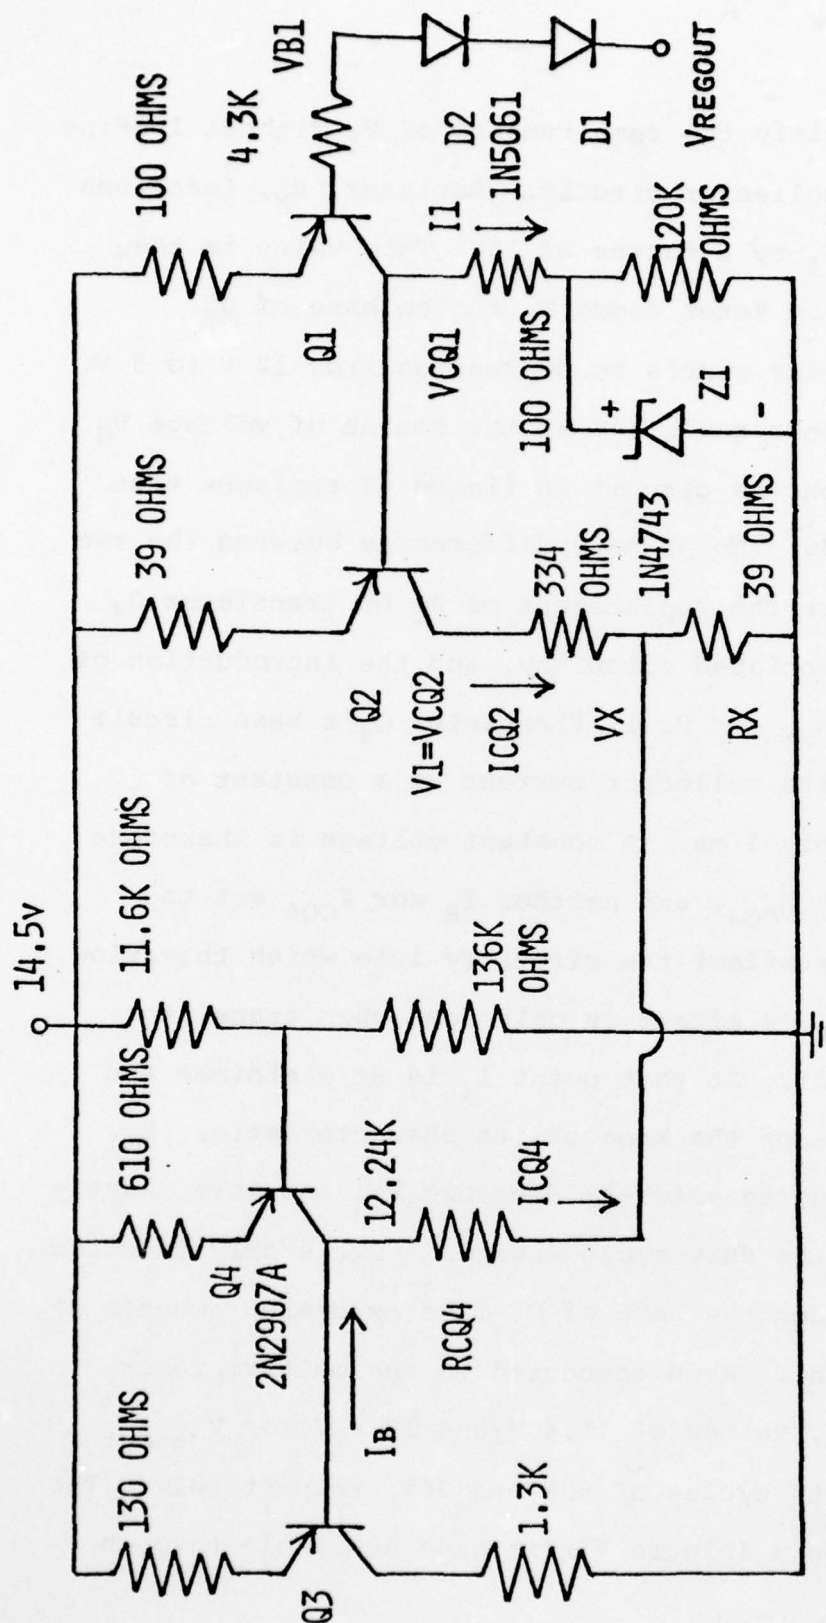 14.5V
130 OHMS
610 OHMS
11.6K OHMS
39 OHMS
100 OHMS
4.3K
VB1
Q3
Q4
2N2907A
Q2
Q1
IB
RCQ4
12.24K
ICQ4
136K
OHMS
V1=VCQ2
ICQ2
VCQ1
I1
D2
1N5061
D1
100 OHMS
334
OHMS
1.3K
VX
RX
1N4743
+
Z1
-
39 OHMS
120K
OHMS
VREGOUT